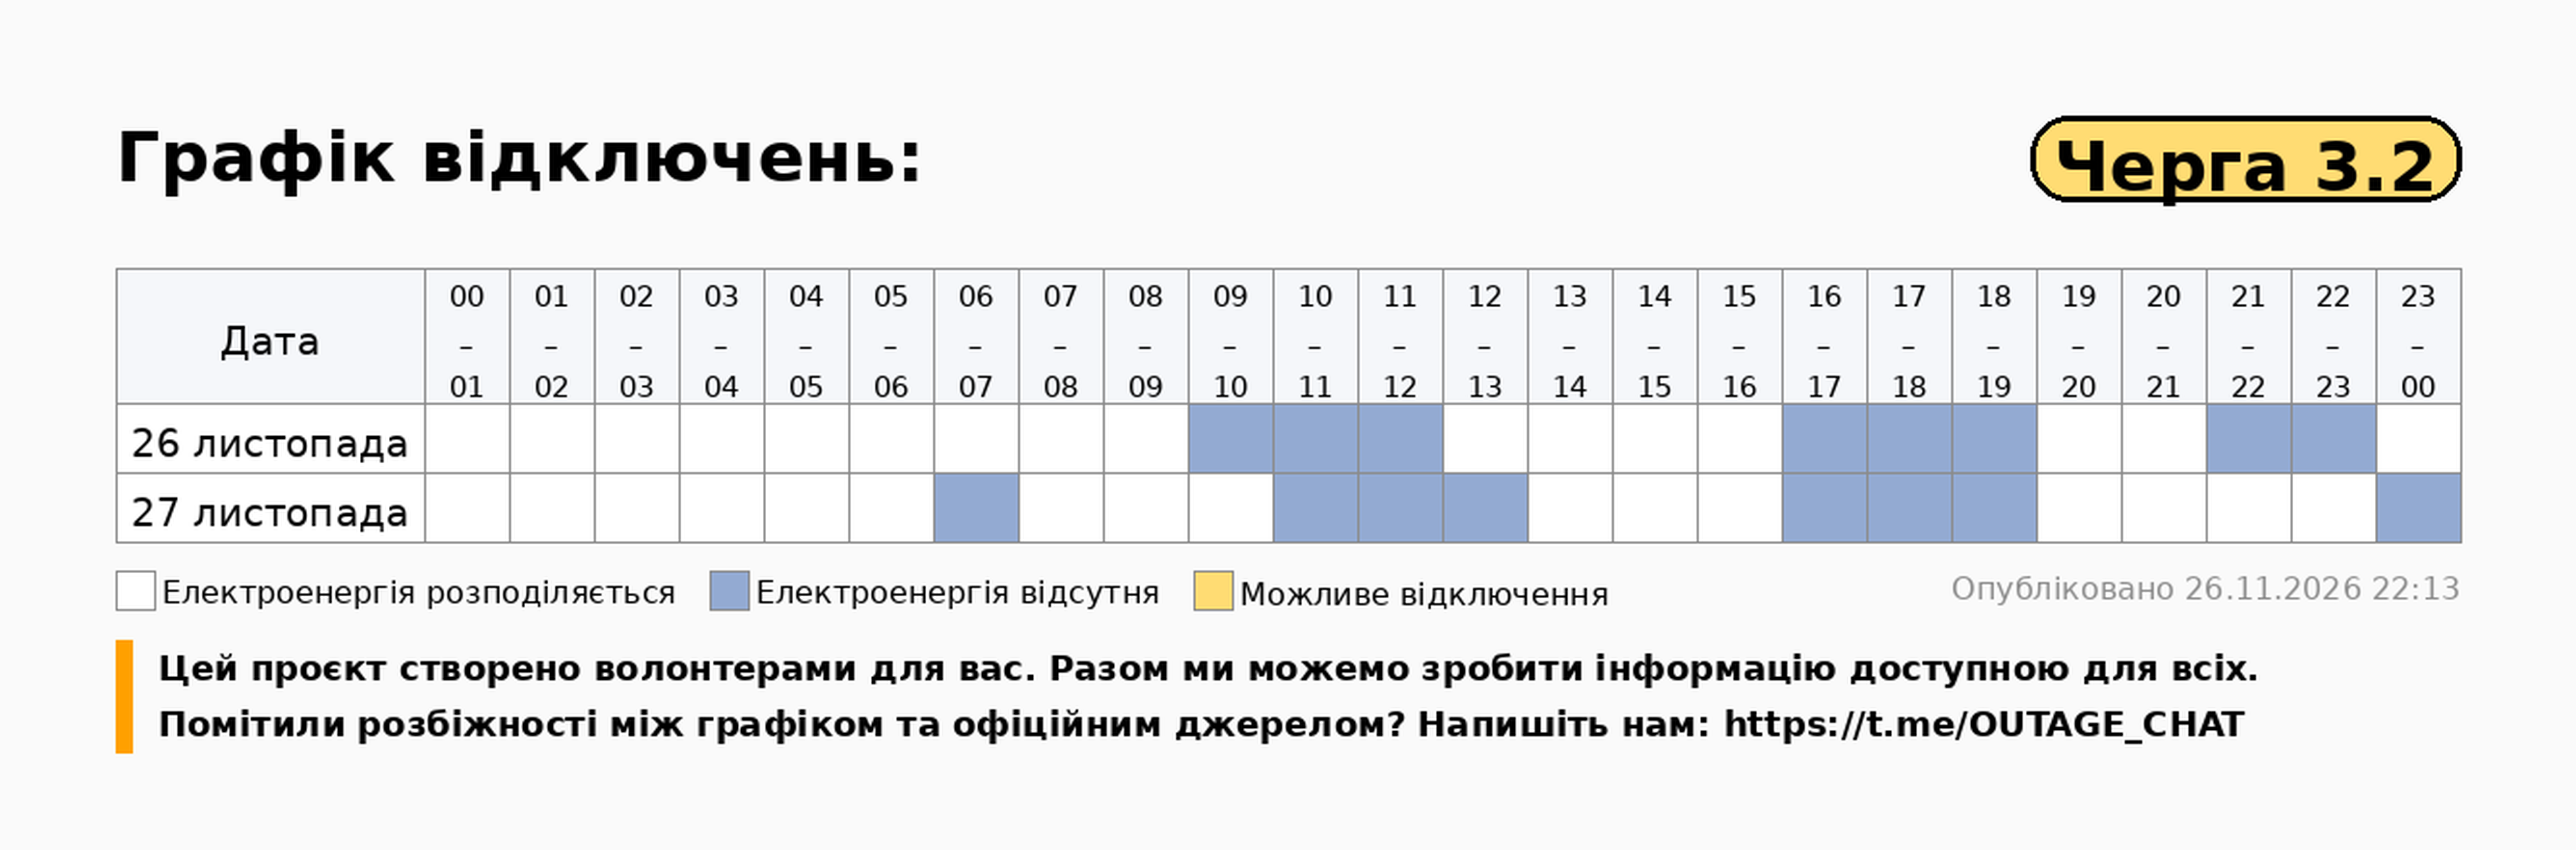 Графік відключень:
Черга 3.2
Дата
00 – 01
01 – 02
02 – 03
03 – 04
04 – 05
05 – 06
06 – 07
07 – 08
08 – 09
09 – 10
10 – 11
11 – 12
12 – 13
13 – 14
14 – 15
15 – 16
16 – 17
17 – 18
18 – 19
19 – 20
20 – 21
21 – 22
22 – 23
23 – 00
26 листопада
27 листопада
Електроенергія розподіляється
Електроенергія відсутня
Можливе відключення
Опубліковано 26.11.2026 22:13
Цей проєкт створено волонтерами для вас. Разом ми можемо зробити інформацію доступною для всіх.
Помітили розбіжності між графіком та офіційним джерелом? Напишіть нам: https://t.me/OUTAGE_CHAT